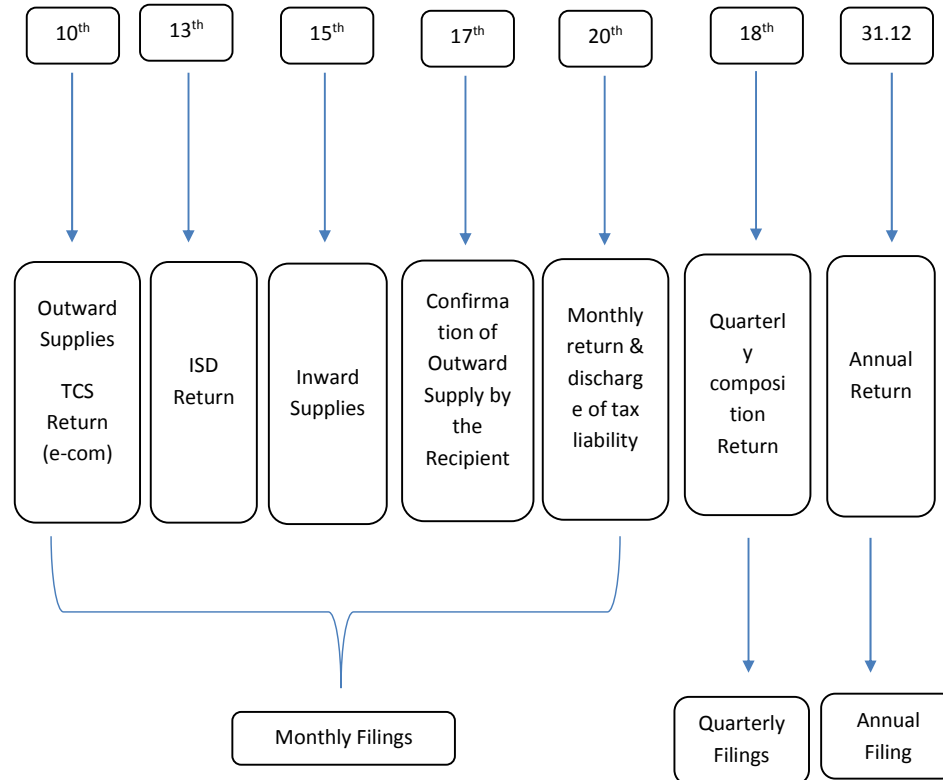 10th
13th
15th
17th
20th
18th
31.12
Outward
Supplies
TCS
Return
(e-com)
ISD
Return
Inward
Supplies
Confirma
tion of
Outward
Supply by
the
Recipient
Monthly
return &
discharg
e of tax
liability
Quarterl
y
composi
tion
Return
Annual
Return
Monthly Filings
Quarterly
Filings
Annual
Filing